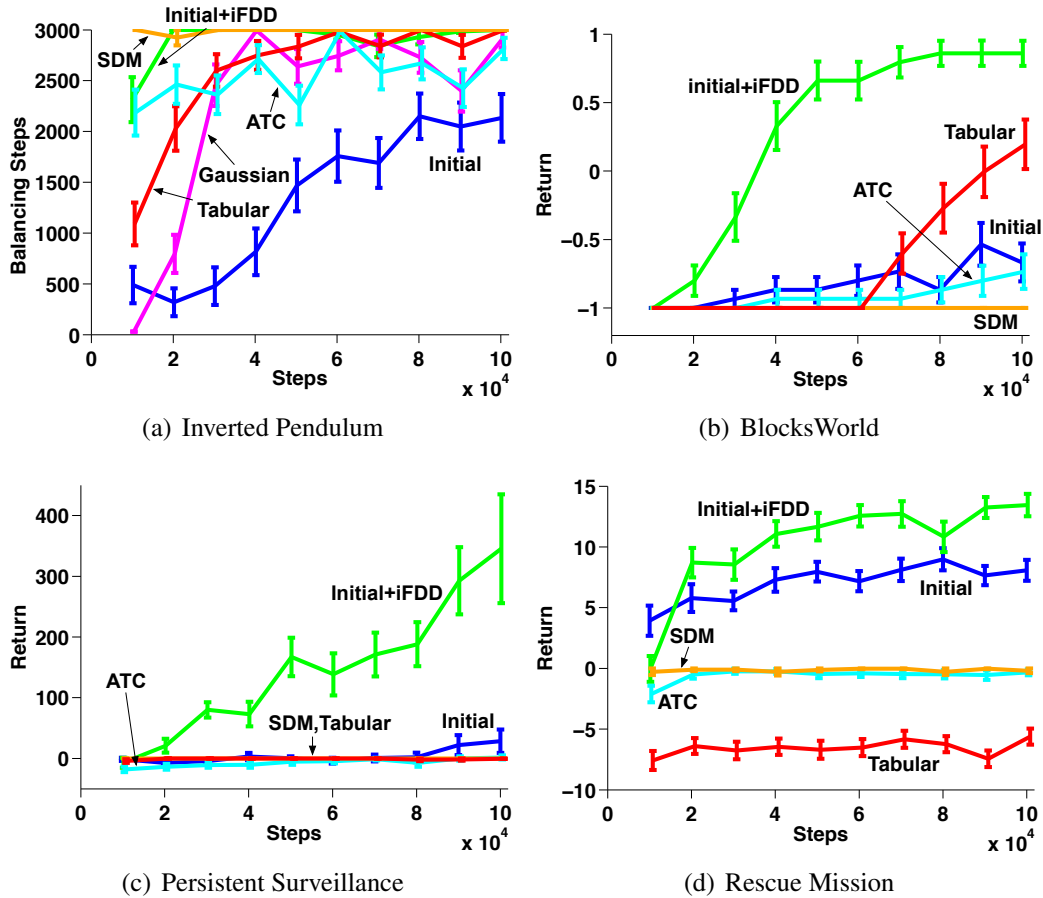 Initial+iFDD
SDM
3000
2500
2000
1500
1000
500
0
Balancing Steps
ATC
Gaussian
Tabular
Initial
0 2 4 6 8 10
Steps
x 10^4
(a) Inverted Pendulum
1
0.5
0
−0.5
−1
Return
initial+iFDD
Tabular
ATC
Initial
SDM
0 2 4 6 8 10
Steps
x 10^4
(b) BlocksWorld
400
300
200
100
0
Return
Initial+iFDD
ATC
SDM,Tabular
Initial
0 2 4 6 8 10
Steps
x 10^4
(c) Persistent Surveillance
15
10
5
0
−5
−10
Return
Initial+iFDD
Initial
SDM
ATC
Tabular
0 2 4 6 8 10
Steps
x 10^4
(d) Rescue Mission